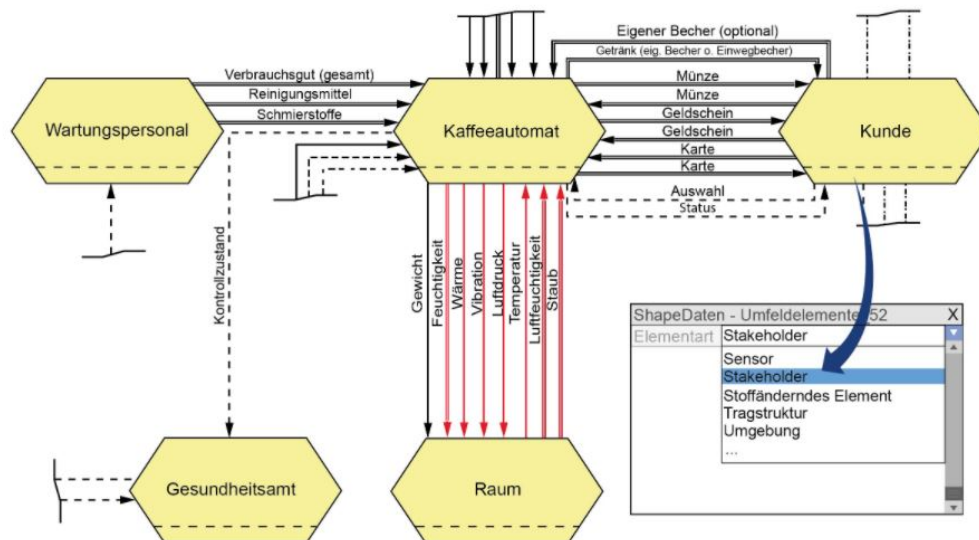 Eigener Becher (optional)
Getränk (eig. Becher o. Einwegbecher)
Verbrauchsgut (gesamt)
Reinigungsmittel
Schmierstoffe
Münze
Münze
Geldschein
Geldschein
Karte
Karte
Auswahl
Status
Wartungspersonal
Kaffeeautomat
Kunde
Kontrollzustand
Gewicht
Feuchtigkeit
Wärme
Vibration
Luftdruck
Temperatur
Luftfeuchtigkeit
Staub
ShapeDaten - Umfeldelemente 52 X
Elementart Stakeholder
Sensor
Stakeholder
Stoffänderndes Element
Tragstruktur
Umgebung
...
Gesundheitsamt
Raum